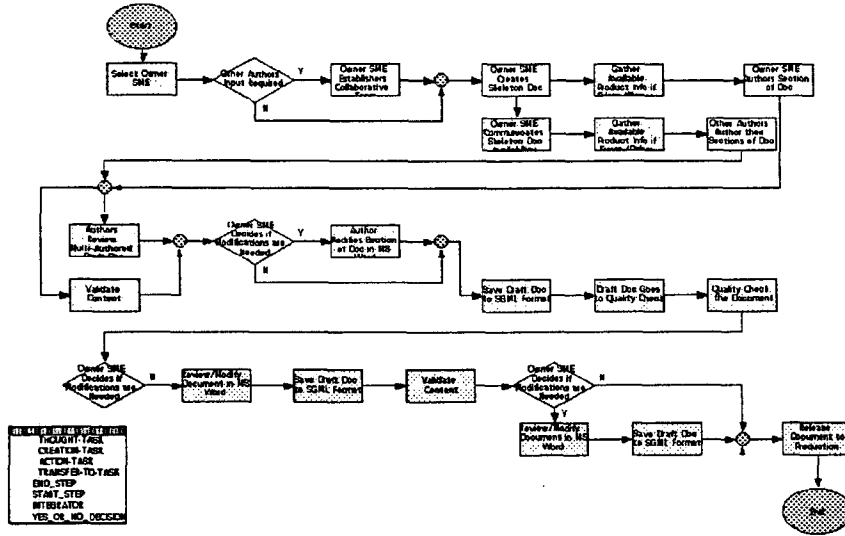 Start
Select Owner
SME
Other Authors
Input Required
Y
N
Owner SME
Establishes
Collaborative
Owner SME
Creates
Skeleton Doc
Gather
Available
Product Info if
Owner SME
Authors Section
of Doc
Owner SME
Communicates
Skeleton Doc
Gather
Available
Product Info if
Other Authors
Author their
Sections of Doc
Authors
Review
Multi-Authored
Validate
Content
Owner SME
Decides if
Modifications are
Needed
Y
N
Author
Modifies Section
of Doc in MS
Word
Save Draft Doc
to SGML Format
Draft Doc Goes
to Quality Check
Quality Check
the Document
Owner SME
Decides if
Modifications are
Needed
N
Review/Modify
Document in MS
Word
Save Draft Doc
to SGML Format
Validate
Content
Owner SME
Decides if
Modifications are
Needed
N
Y
Review/Modify
Document in MS
Word
Save Draft Doc
to SGML Format
Release
Document to
Production
End
THOUGHT-TASK
CREATION-TASK
ACTION-TASK
TRANSFER-TO-TASK
END_STEP
START_STEP
INTEGRATOR
YES_OR_NO_DECISION